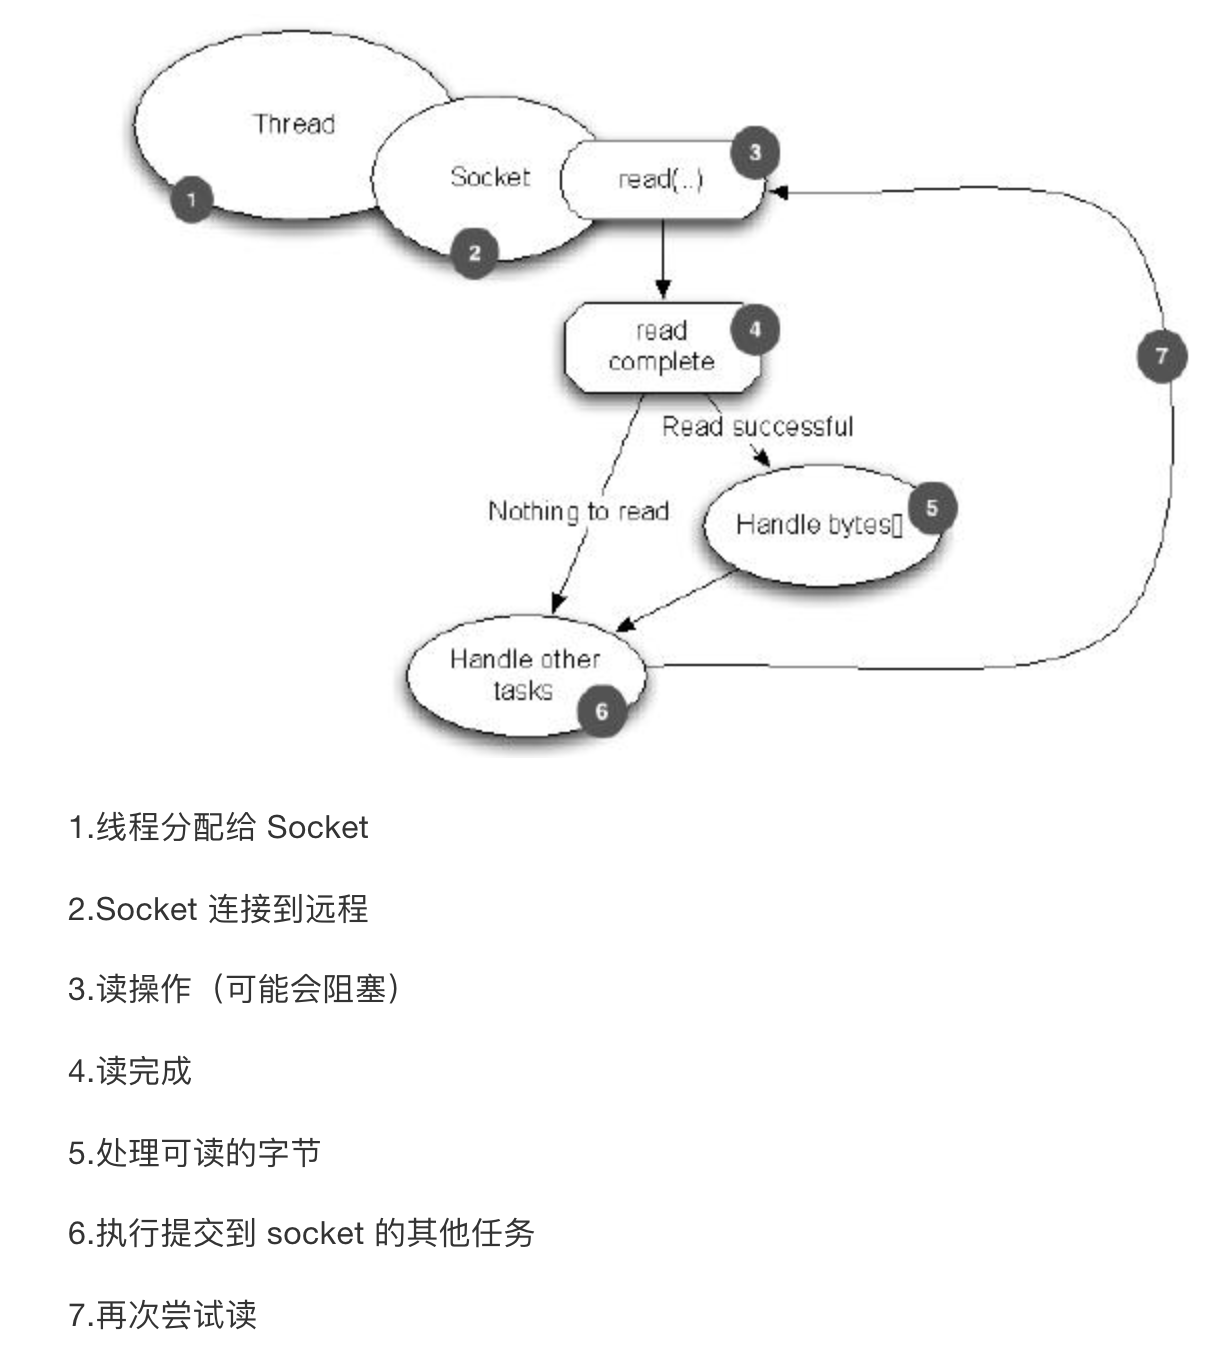 Thread
1
Socket
2
read(..)
3
read
complete
4
7
Read successful
Nothing to read
Handle bytes[]
5
Handle other
tasks
6
1.线程分配给 Socket
2.Socket 连接到远程
3.读操作（可能会阻塞）
4.读完成
5.处理可读的字节
6.执行提交到 socket 的其他任务
7.再次尝试读